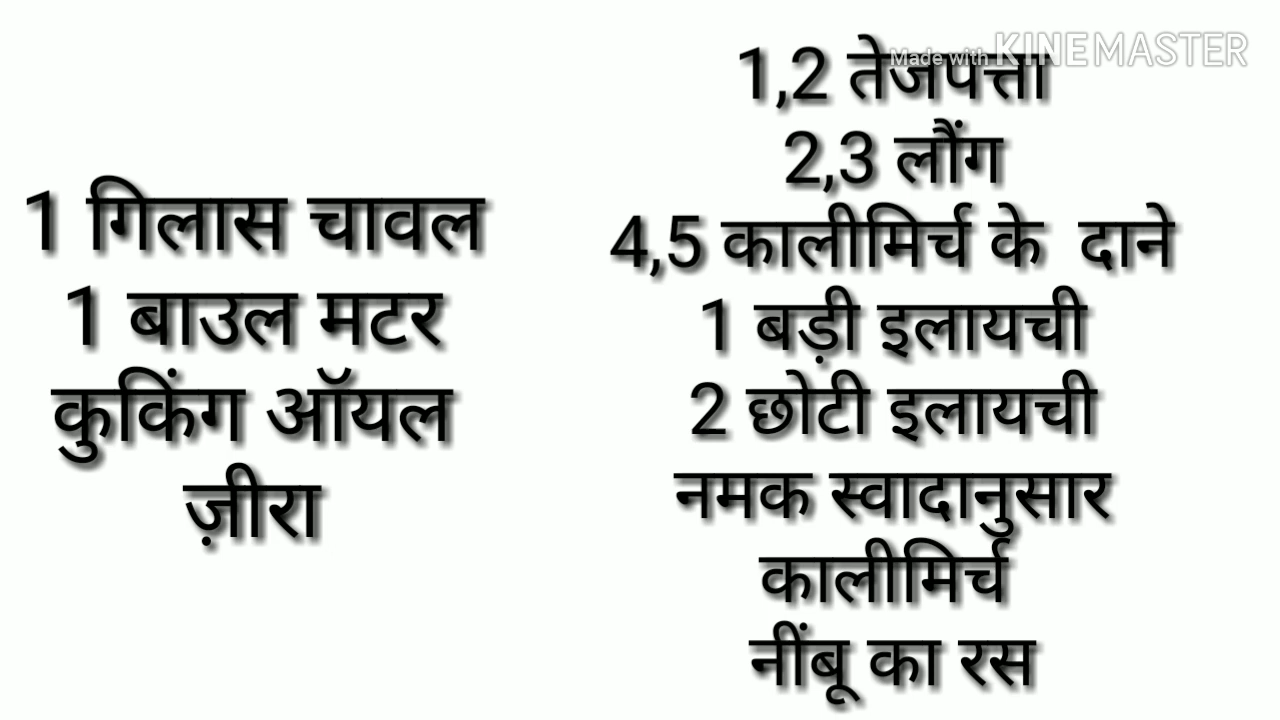 1 गिलास चावल
1 बाउल मटर
कुकिंग ऑयल
ज़ीरा
Made with KINEMASTER
1,2 तेजपत्ता
2,3 लौंग
4,5 कालीमिर्च के दाने
1 बड़ी इलायची
2 छोटी इलायची
नमक स्वादानुसार
कालीमिर्च
नींबू का रस